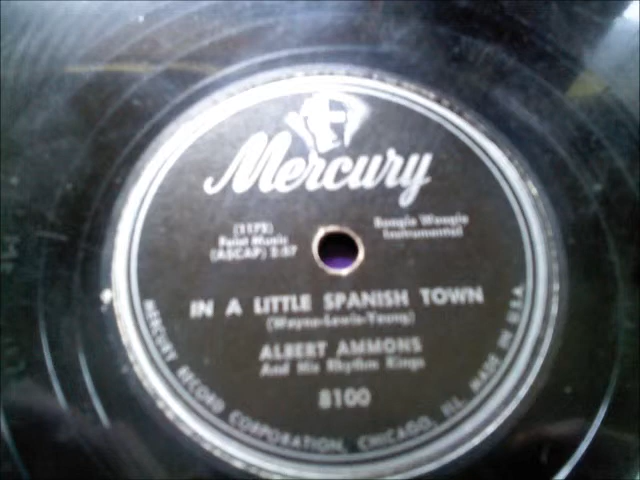 Mercury
(1175)
Feist Music
(ASCAP) 2:57
Boogie Woogie
Instrumental
IN A LITTLE SPANISH TOWN
(Wayne-Lewis-Young)
ALBERT AMMONS
And His Rhythm Kings
8100
MERCURY RECORD CORPORATION, CHICAGO, ILL. MADE IN U.S.A.